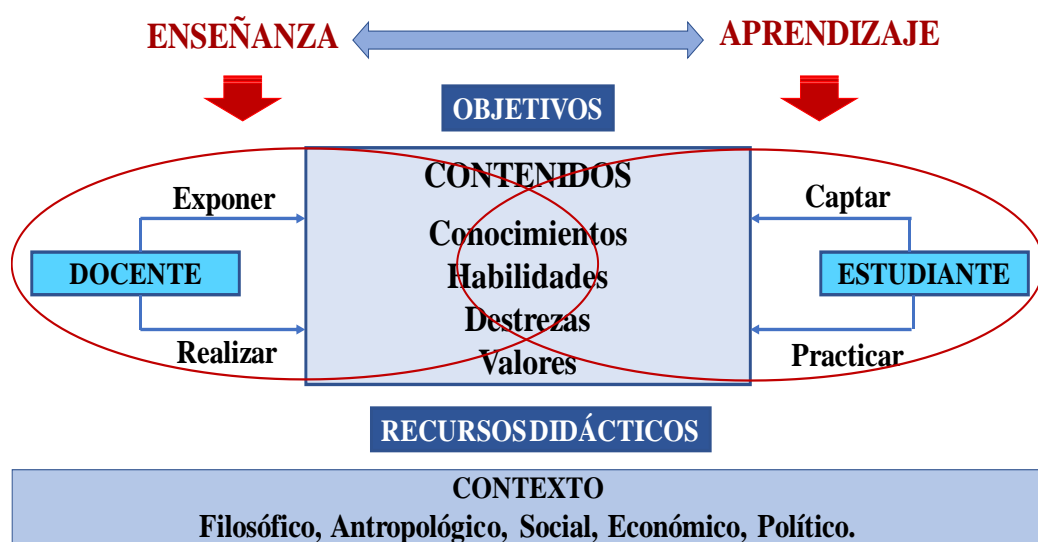 ENSEÑANZA
APRENDIZAJE
OBJETIVOS
CONTENIDOS
Exponer
Captar
Conocimientos
DOCENTE
Habilidades
ESTUDIANTE
Destrezas
Realizar
Valores
Practicar
RECURSOS DIDÁCTICOS
CONTEXTO
Filosófico, Antropológico, Social, Económico, Político.